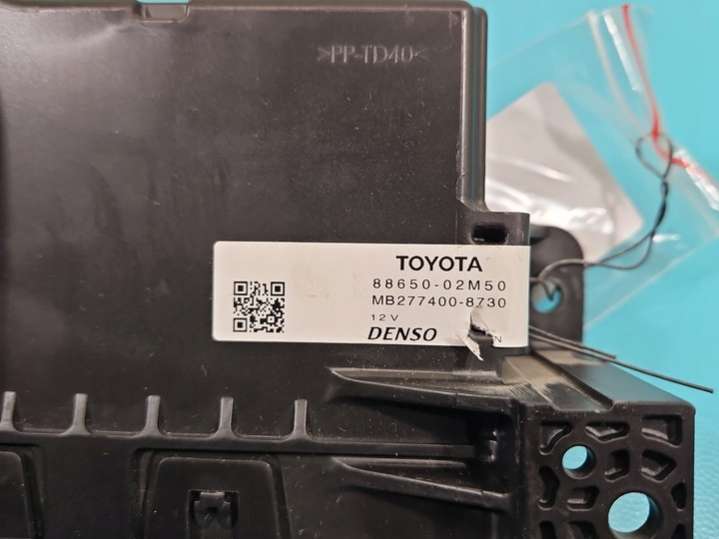 >PP-TD40<
TOYOTA
88650-02M50
MB277400-8730
12V
DENSO